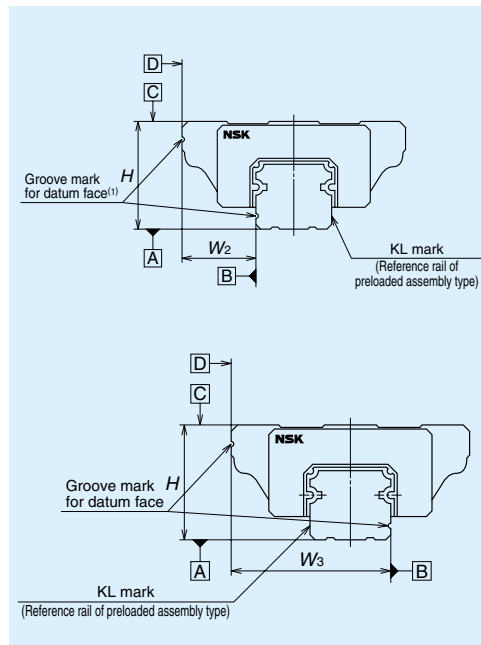 D
C
NSK
H
Groove mark
for datum face(1)
A
W2
B
KL mark
(Reference rail of
preloaded assembly type)
D
C
NSK
H
Groove mark
for datum face
A
W3
B
KL mark
(Reference rail of preloaded assembly type)